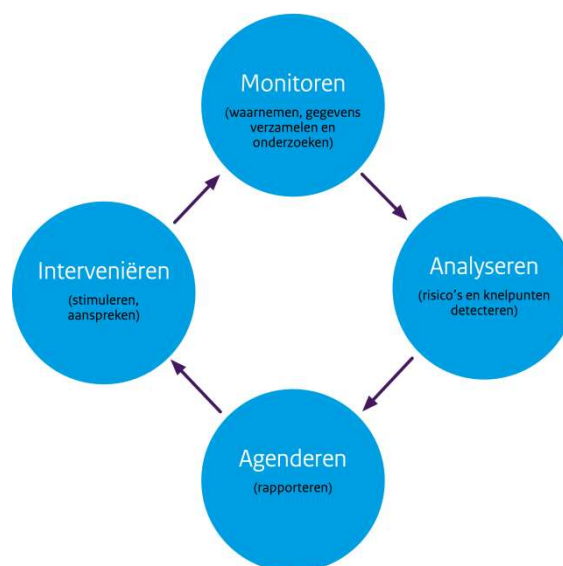 Monitoren
(waarnemen, gegevens
verzamelen en
onderzoeken)
Analyseren
(risico's en knelpunten
detecteren)
Agenderen
(rapporteren)
Interveniëren
(stimuleren,
aanspreken)